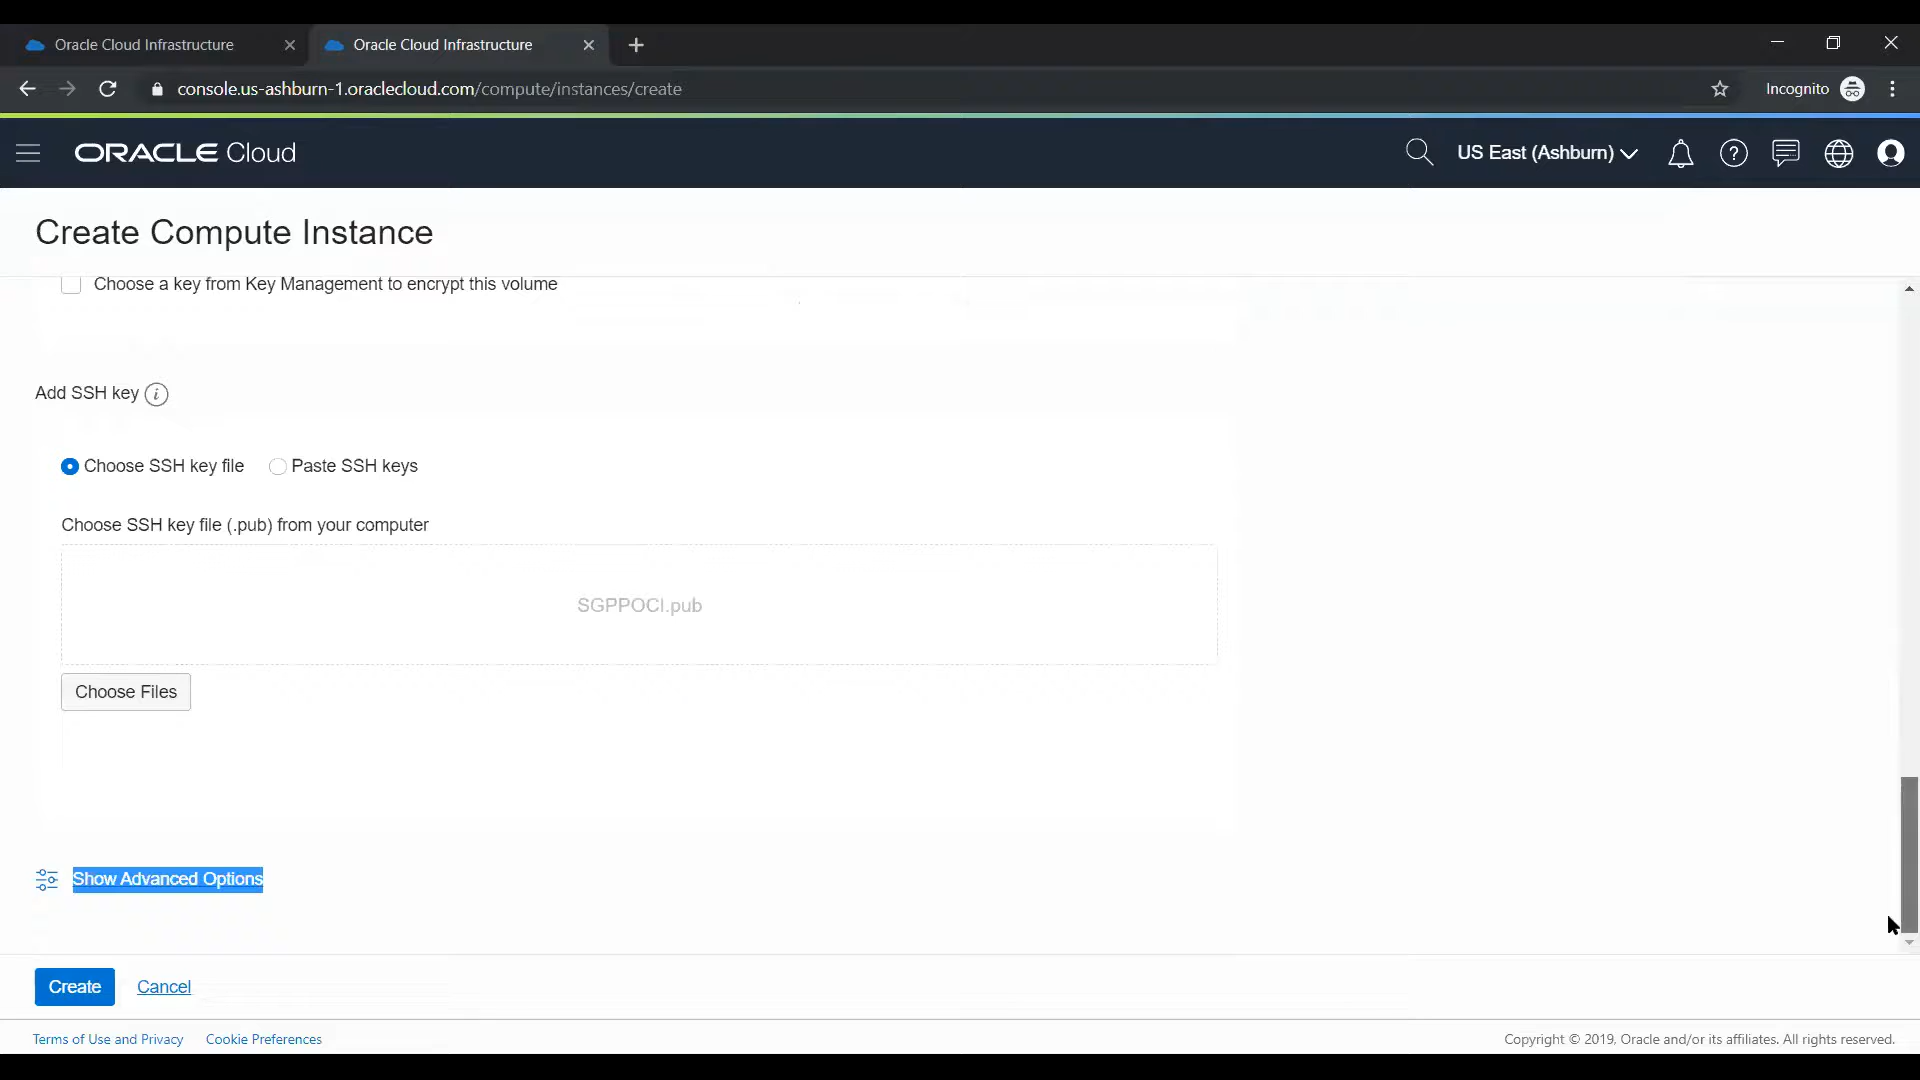 Oracle Cloud Infrastructure
Oracle Cloud Infrastructure
console.us-ashburn-1.oraclecloud.com/compute/instances/create
Incognito
ORACLE Cloud
US East (Ashburn)
Create Compute Instance
Choose a key from Key Management to encrypt this volume
Add SSH key
Choose SSH key file
Paste SSH keys
Choose SSH key file (.pub) from your computer
SGPPOCI.pub
Choose Files
Show Advanced Options
Create
Cancel
Terms of Use and Privacy
Cookie Preferences
Copyright © 2019, Oracle and/or its affiliates. All rights reserved.